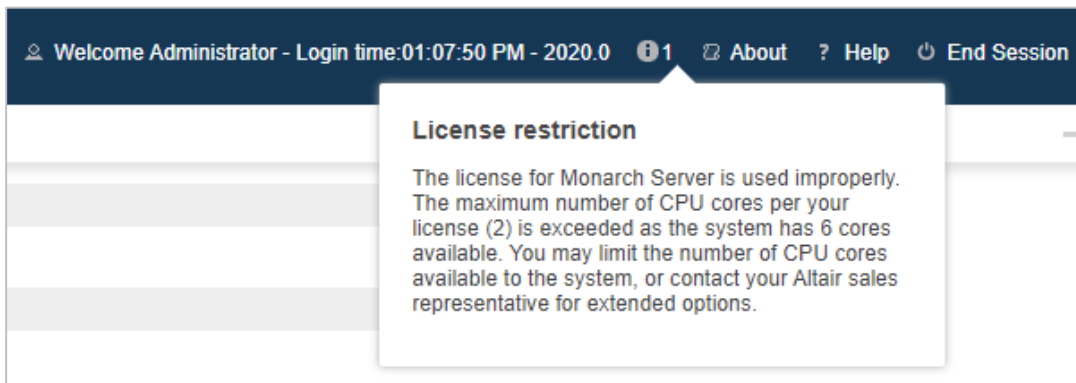 Welcome Administrator - Login time:01:07:50 PM - 2020.0 1 About ? Help End Session
License restriction
The license for Monarch Server is used improperly.
The maximum number of CPU cores per your
license (2) is exceeded as the system has 6 cores
available. You may limit the number of CPU cores
available to the system, or contact your Altair sales
representative for extended options.